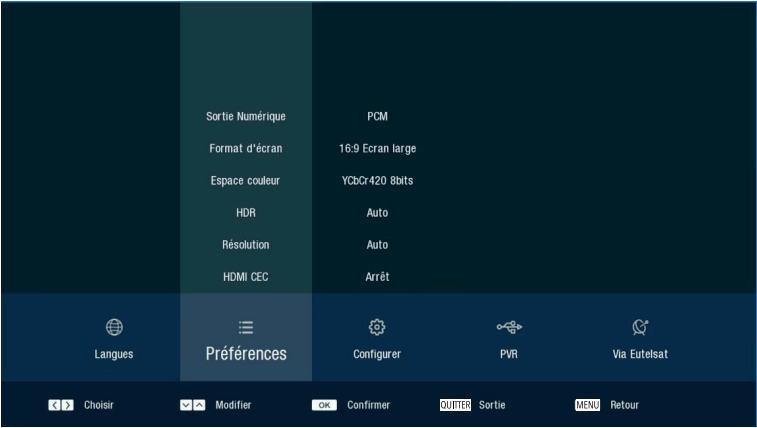 Sortie Numérique PCM
Format d'écran 16:9 Ecran large
Espace couleur YCbCr420 8bits
HDR Auto
Résolution Auto
HDMI CEC Arrêt
Langues Préférences Configurer PVR Via Eutelsat
Choisir Modifier OK Confirmer QUITTER Sortie MENU Retour